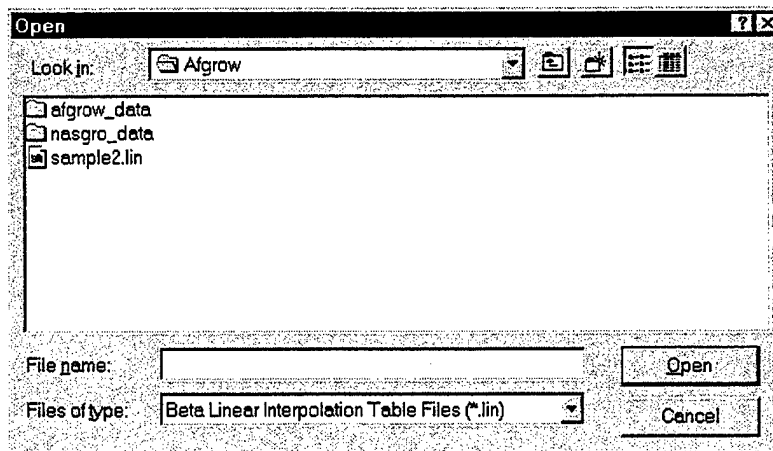 Open
Look in: Afgrow
afgrow_data
nasgro_data
sample2.lin
File name: Open
Files of type: Beta Linear Interpolation Table Files (*.lin) Cancel